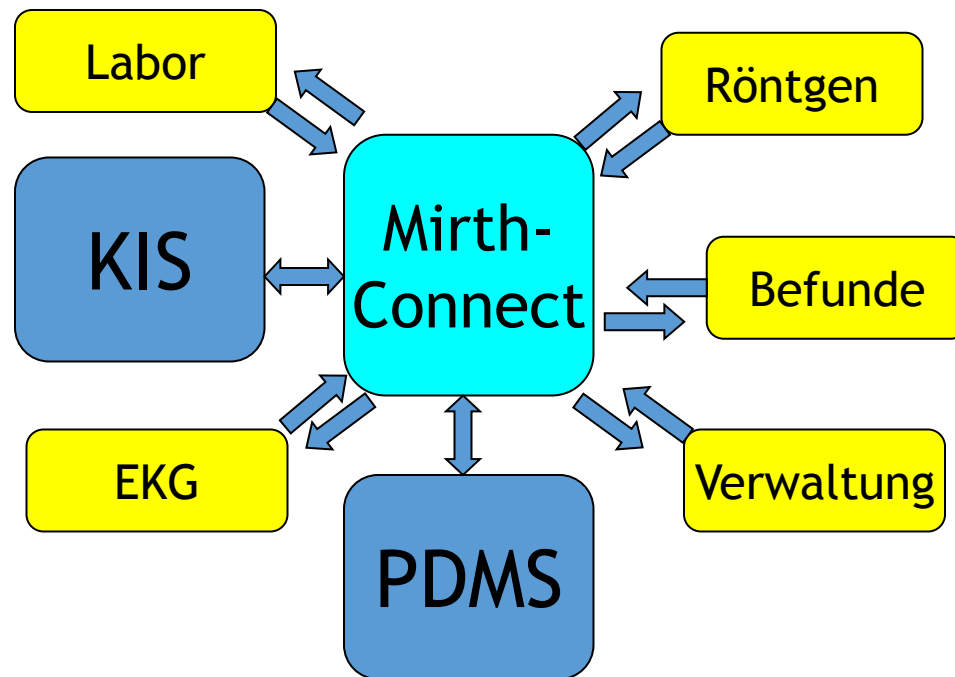 Labor
Röntgen
KIS
Mirth-
Connect
Befunde
EKG
Verwaltung
PDMS